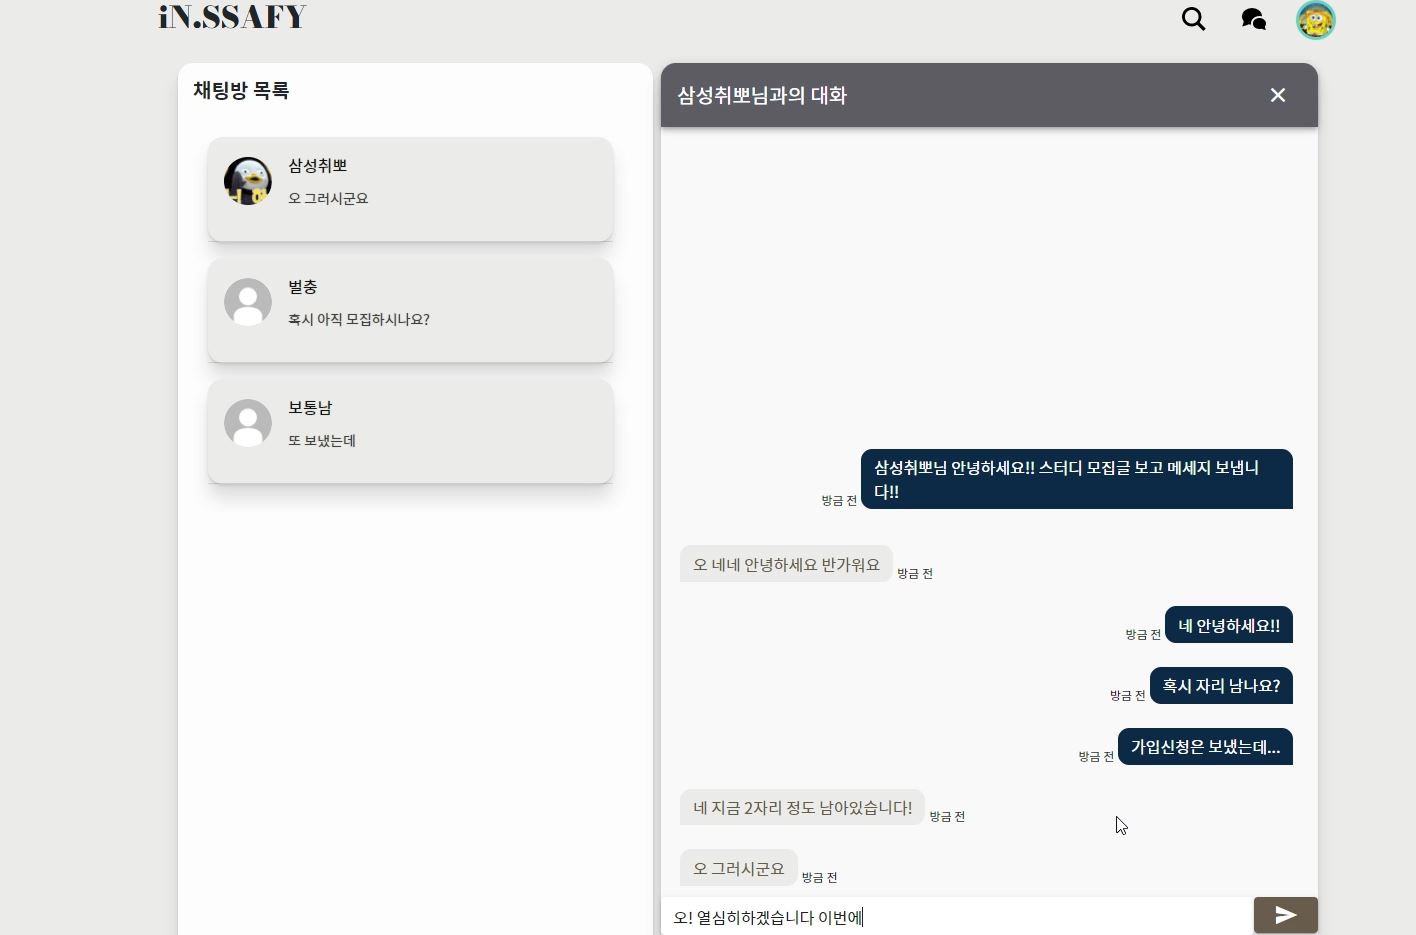 iN.SSAFY
채팅방 목록
삼성취뽀
오 그러시군요
벌충
혹시 아직 모집하시나요?
보통남
또 보냈는데
삼성취뽀님과의 대화
삼성취뽀님 안녕하세요!! 스터디 모집글 보고 메세지 보냅니
다!!
방금 전
오 네네 안녕하세요 반가워요
방금 전
방금 전
네 안녕하세요!!
방금 전
혹시 자리 남나요?
방금 전
가입신청은 보냈는데...
네 지금 2자리 정도 남아있습니다!
방금 전
오 그러시군요
방금 전
오! 열심히하겠습니다 이번에